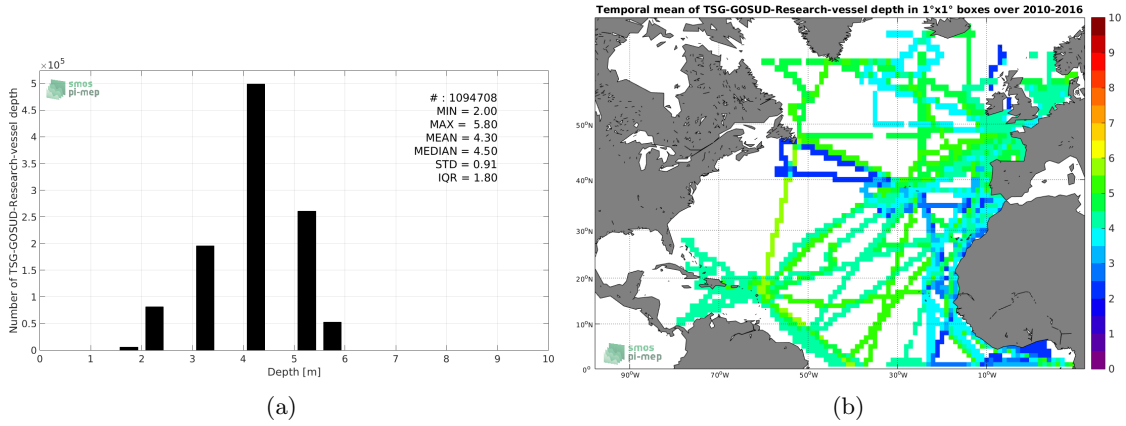 ×10⁵
smos
pi-mep
# : 1094708
MIN = 2.00
MAX = 5.80
MEAN = 4.30
MEDIAN = 4.50
STD = 0.91
IQR = 1.80
Number of TSG-GOSUD-Research-vessel depth
5
4.5
4
3.5
3
2.5
2
1.5
1
0.5
0
0 1 2 3 4 5 6 7 8 9 10
Depth [m]
(a)
Temporal mean of TSG-GOSUD-Research-vessel depth in 1°x1° boxes over 2010-2016
50°N
40°N
30°N
20°N
10°N
0°
90°W 70°W 50°W 30°W 10°W
smos
pi-mep
10
9
8
7
6
5
4
3
2
1
0
(b)